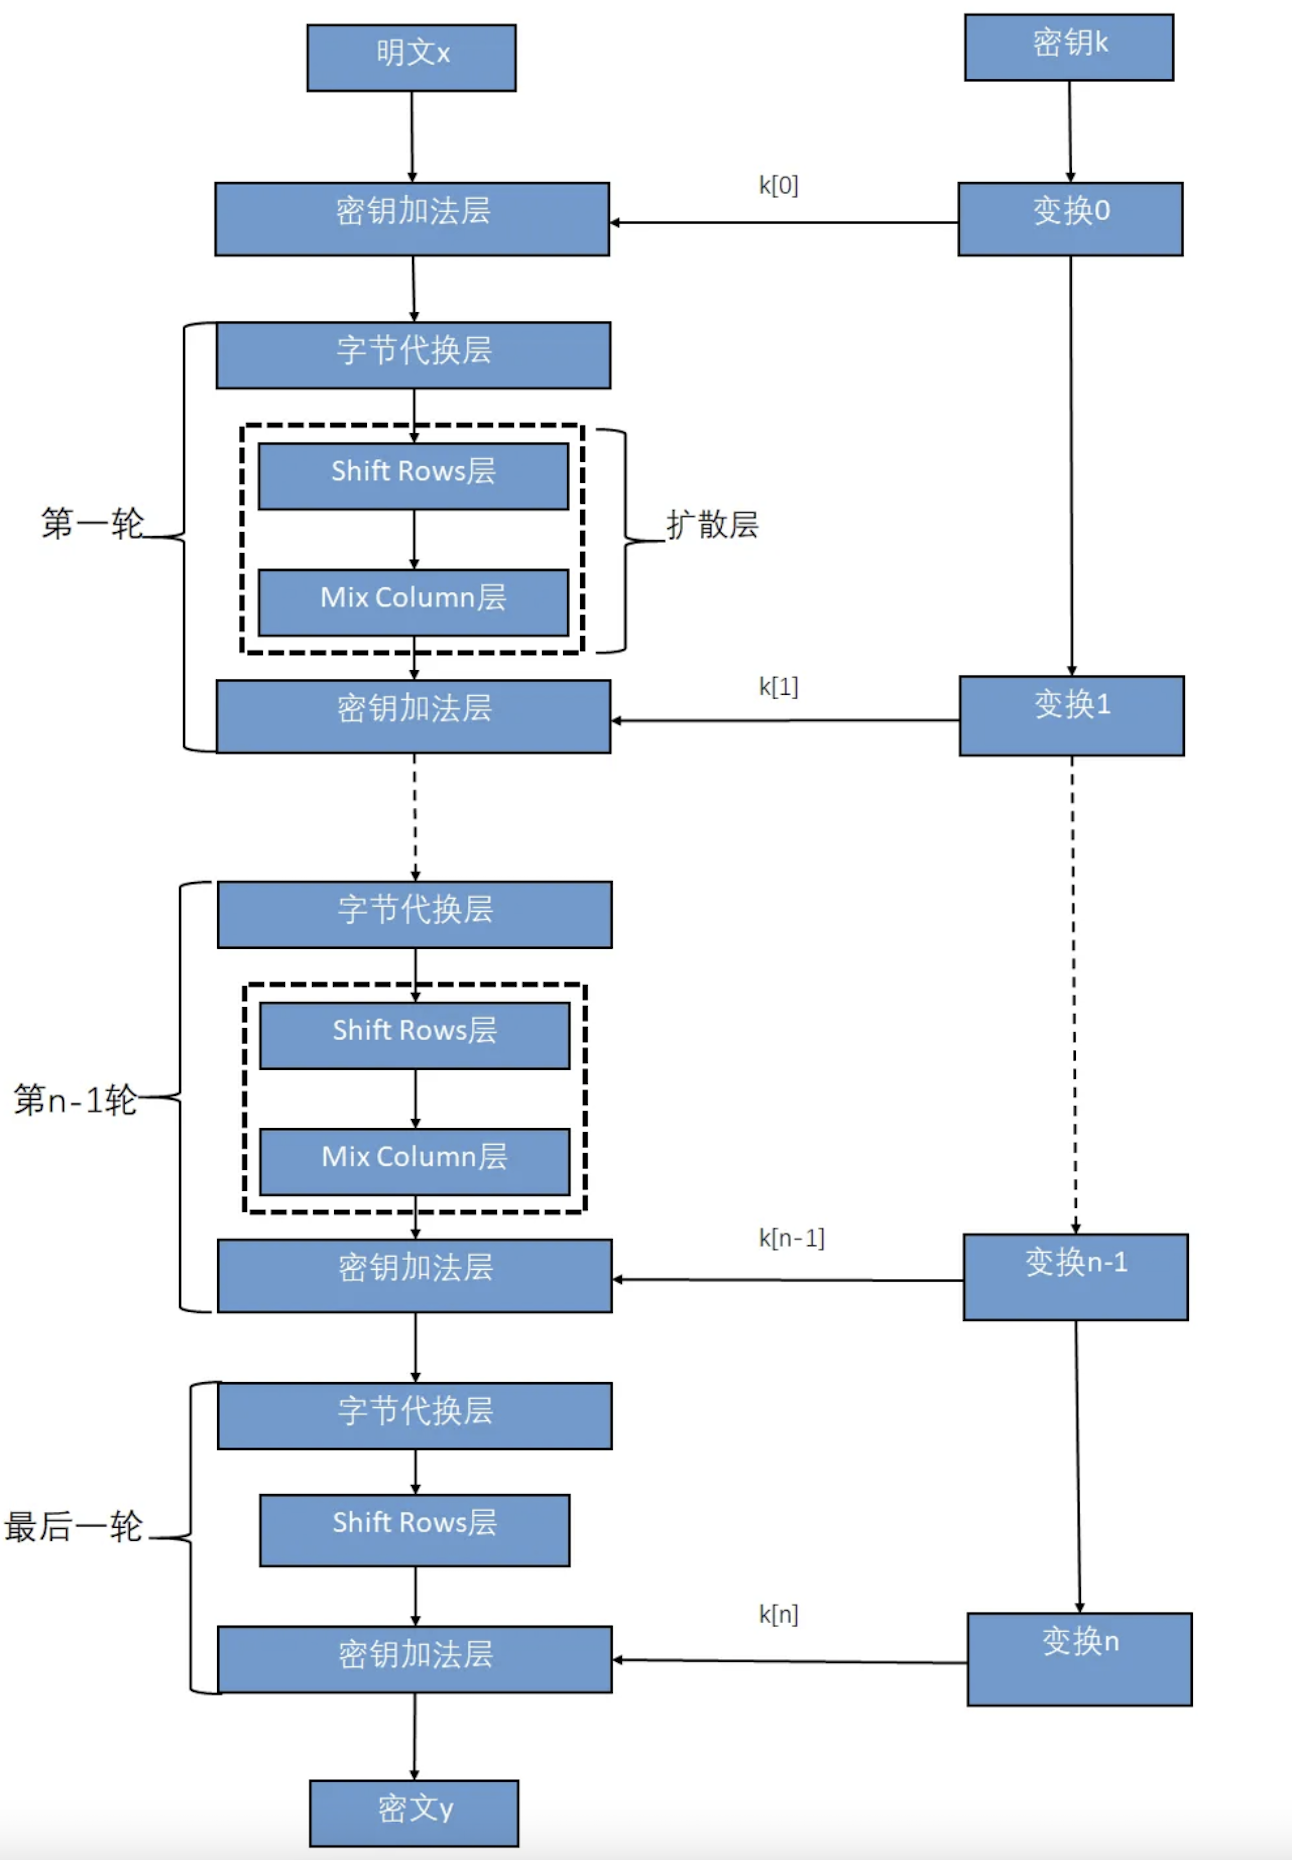 明文x
密钥k
k[0]
密钥加法层
变换0
字节代换层
Shift Rows层
第一轮
扩散层
Mix Column层
k[1]
密钥加法层
变换1
字节代换层
Shift Rows层
第n-1轮
Mix Column层
k[n-1]
密钥加法层
变换n-1
字节代换层
Shift Rows层
最后一轮
k[n]
密钥加法层
变换n
密文y